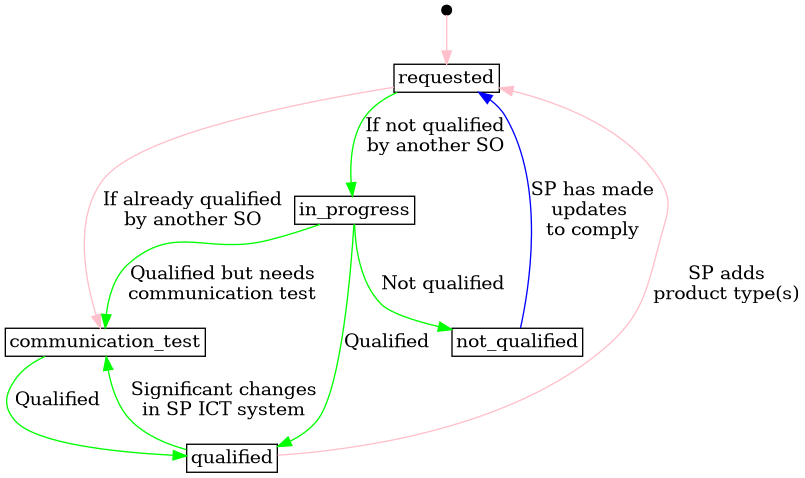 requested
If not qualified
by another SO
SP has made
updates
to comply
If already qualified
by another SO
in_progress
SP adds
product type(s)
Qualified but needs
communication test
Not qualified
communication_test
Qualified
not_qualified
Qualified
Significant changes
in SP ICT system
qualified